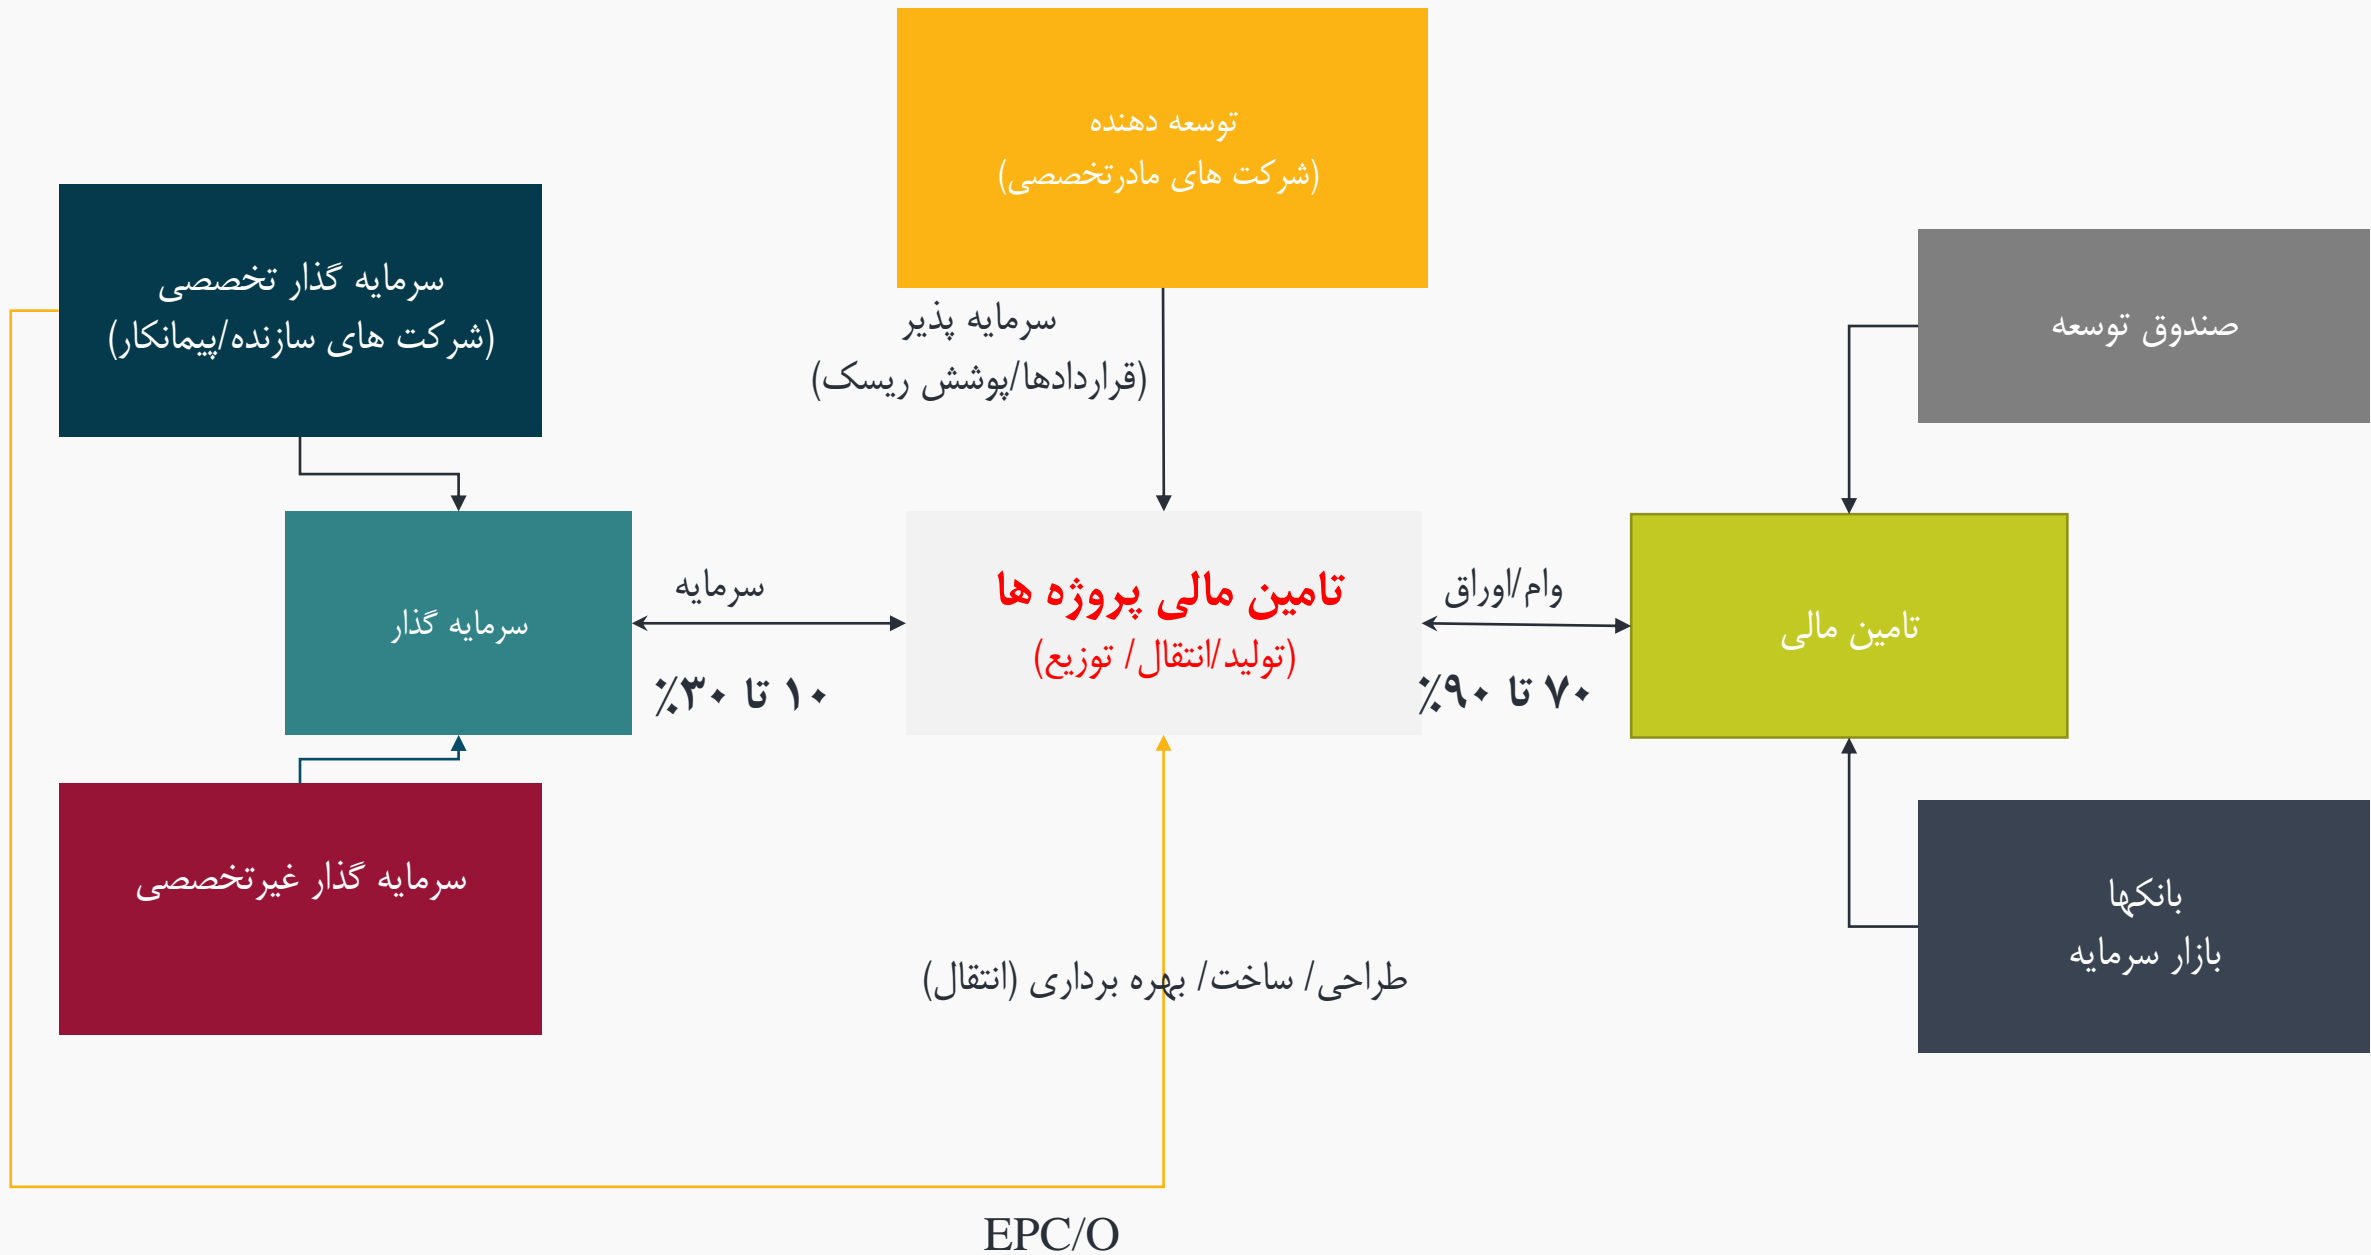 توسعه دهنده
(شرکت های مادرتخصصی)
سرمایه گذار تخصصی
(شرکت های سازنده/پیمانکار)
صندوق توسعه
سرمایه پذیر
(قراردادها/پوشش ریسک)
تامین مالی
وام/اوراق
۷۰ تا ۹۰%
تامین مالی پروژه ها
(تولید/انتقال/ توزیع)
سرمایه
۱۰ تا ۳۰%
سرمایه گذار
بانکها
بازار سرمایه
سرمایه گذار غیرتخصصی
طراحی/ ساخت/ بهره برداری (انتقال)
EPC/O